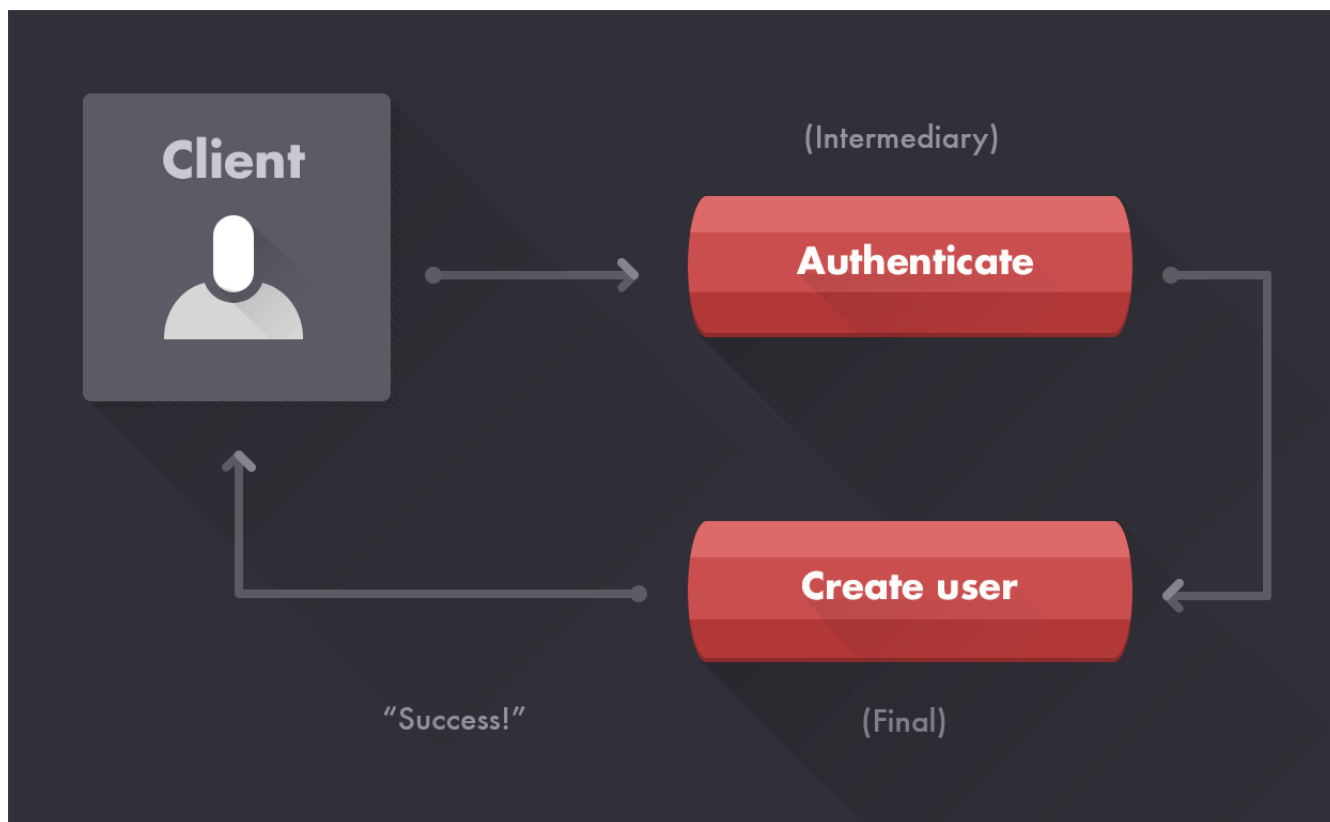 Client
(Intermediary)
Authenticate
Create user
“Success!”
(Final)